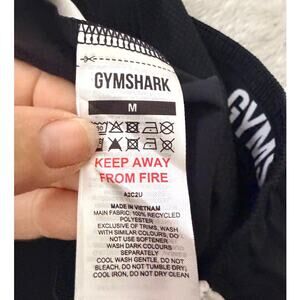 GYMSHARK
M
KEEP AWAY
FROM FIRE
A2C2U
MADE IN VIETNAM
MAIN FABRIC: 100% RECYCLED
POLYESTER
EXCLUSIVE OF TRIMS, WASH
WITH SIMILAR COLOURS, DO
NOT USE SOFTENER
WASH DARK COLOURS
SEPARATELY
COOL WASH GENTLE, DO NOT
BLEACH, DO NOT TUMBLE DRY,
COOL IRON, DO NOT DRY CLEAN
GYMS